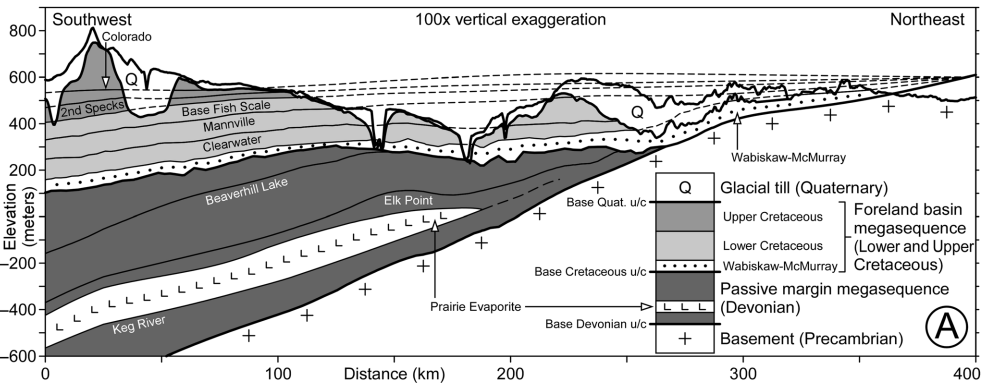 Southwest
100x vertical exaggeration
Northeast
Colorado
Q
2nd Specks
Base Fish Scale
Mannville
Clearwater
Q
Wabiskaw-McMurray
Beaverhill Lake
Elk Point
Prairie Evaporite
Keg River
800
600
400
200
0
–200
–400
–600
Elevation
(meters)
0
100
200
300
400
Distance (km)
Q
Glacial till (Quaternary)
Base Quat. u/c
Upper Cretaceous
Lower Cretaceous
Wabiskaw-McMurray
Foreland basin
megasequence
(Lower and Upper
Cretaceous)
Base Cretaceous u/c
Passive margin megasequence
(Devonian)
Base Devonian u/c
Basement (Precambrian)
A